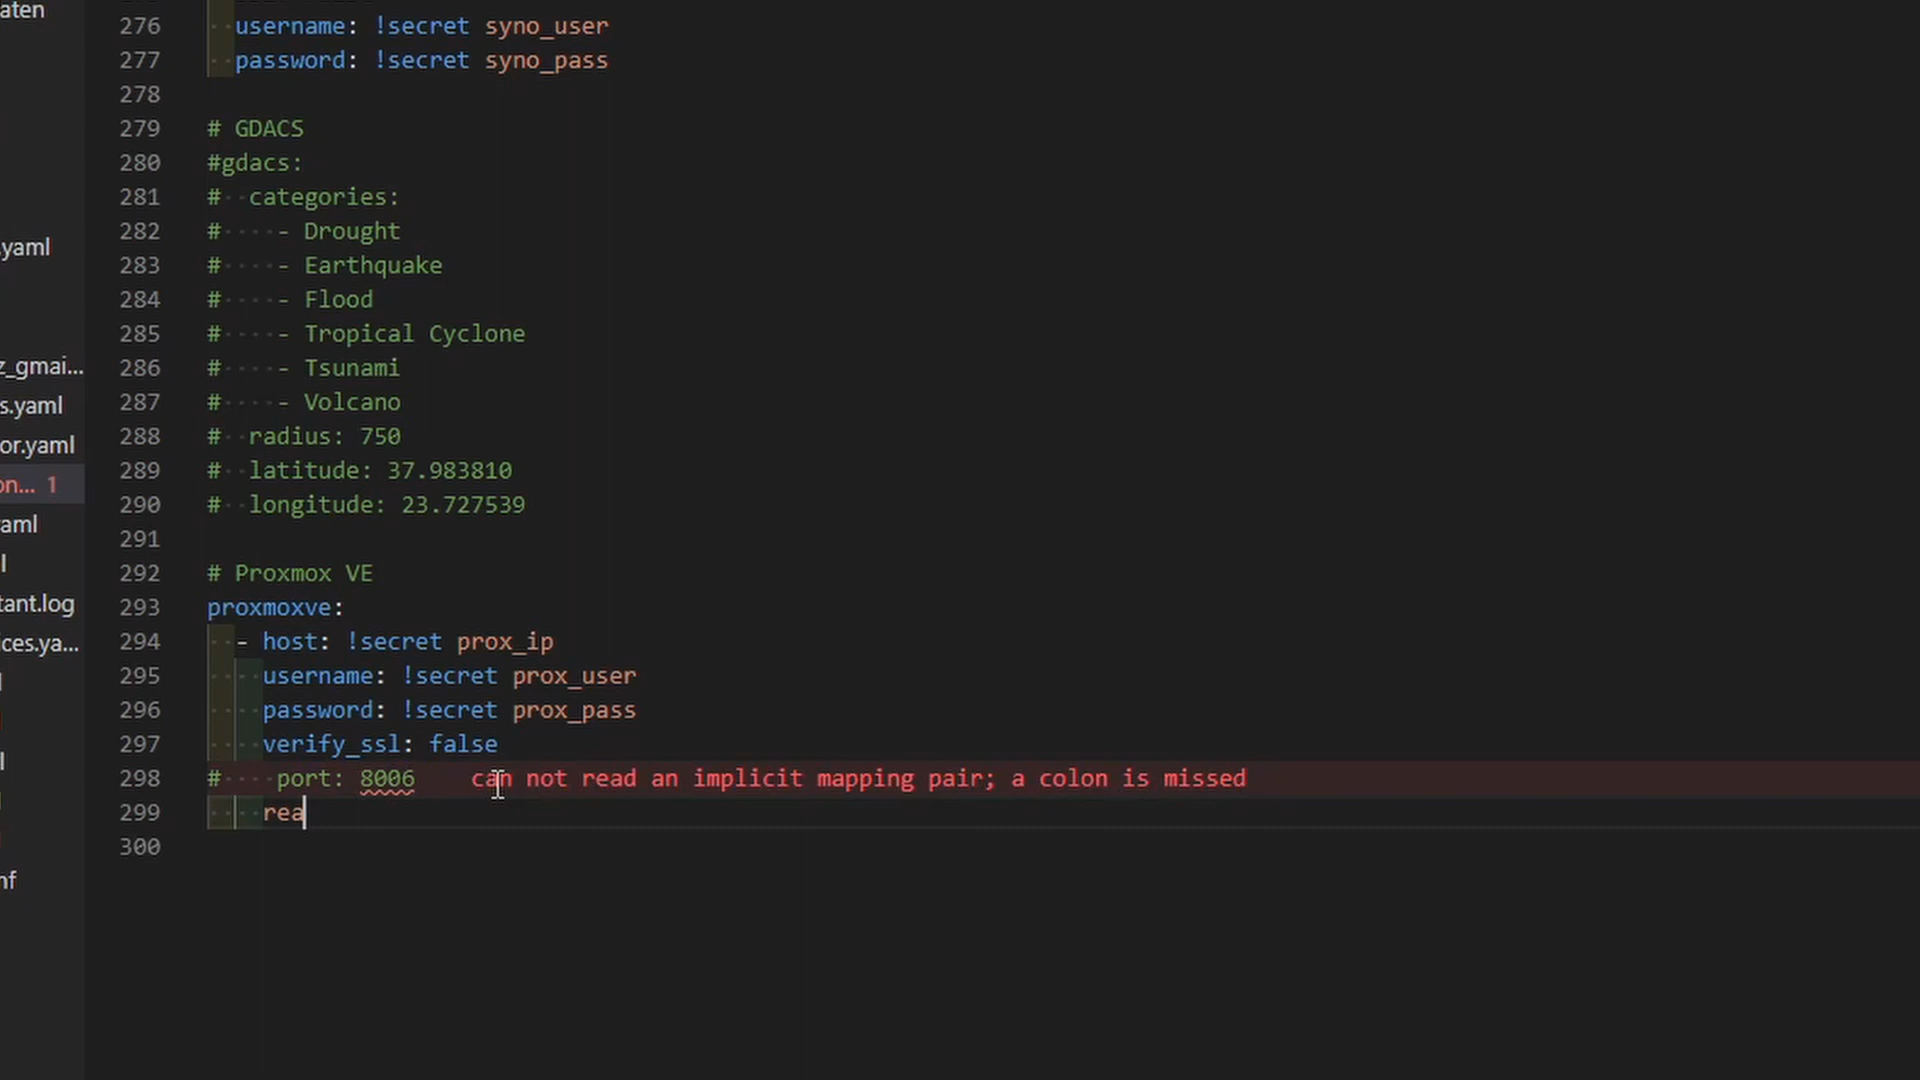 aten
.yaml
z_gmai...
s.yaml
or.yaml
on... 1
aml
l
tant.log
ices.ya...
nf
276 username: !secret syno_user
277 password: !secret syno_pass
278
279 # GDACS
280 #gdacs:
281 # categories:
282 # - Drought
283 # - Earthquake
284 # - Flood
285 # - Tropical Cyclone
286 # - Tsunami
287 # - Volcano
288 # radius: 750
289 # latitude: 37.983810
290 # longitude: 23.727539
291
292 # Proxmox VE
293 proxmoxve:
294 - host: !secret prox_ip
295 username: !secret prox_user
296 password: !secret prox_pass
297 verify_ssl: false
298 # port: 8006 can not read an implicit mapping pair; a colon is missed
299 rea
300